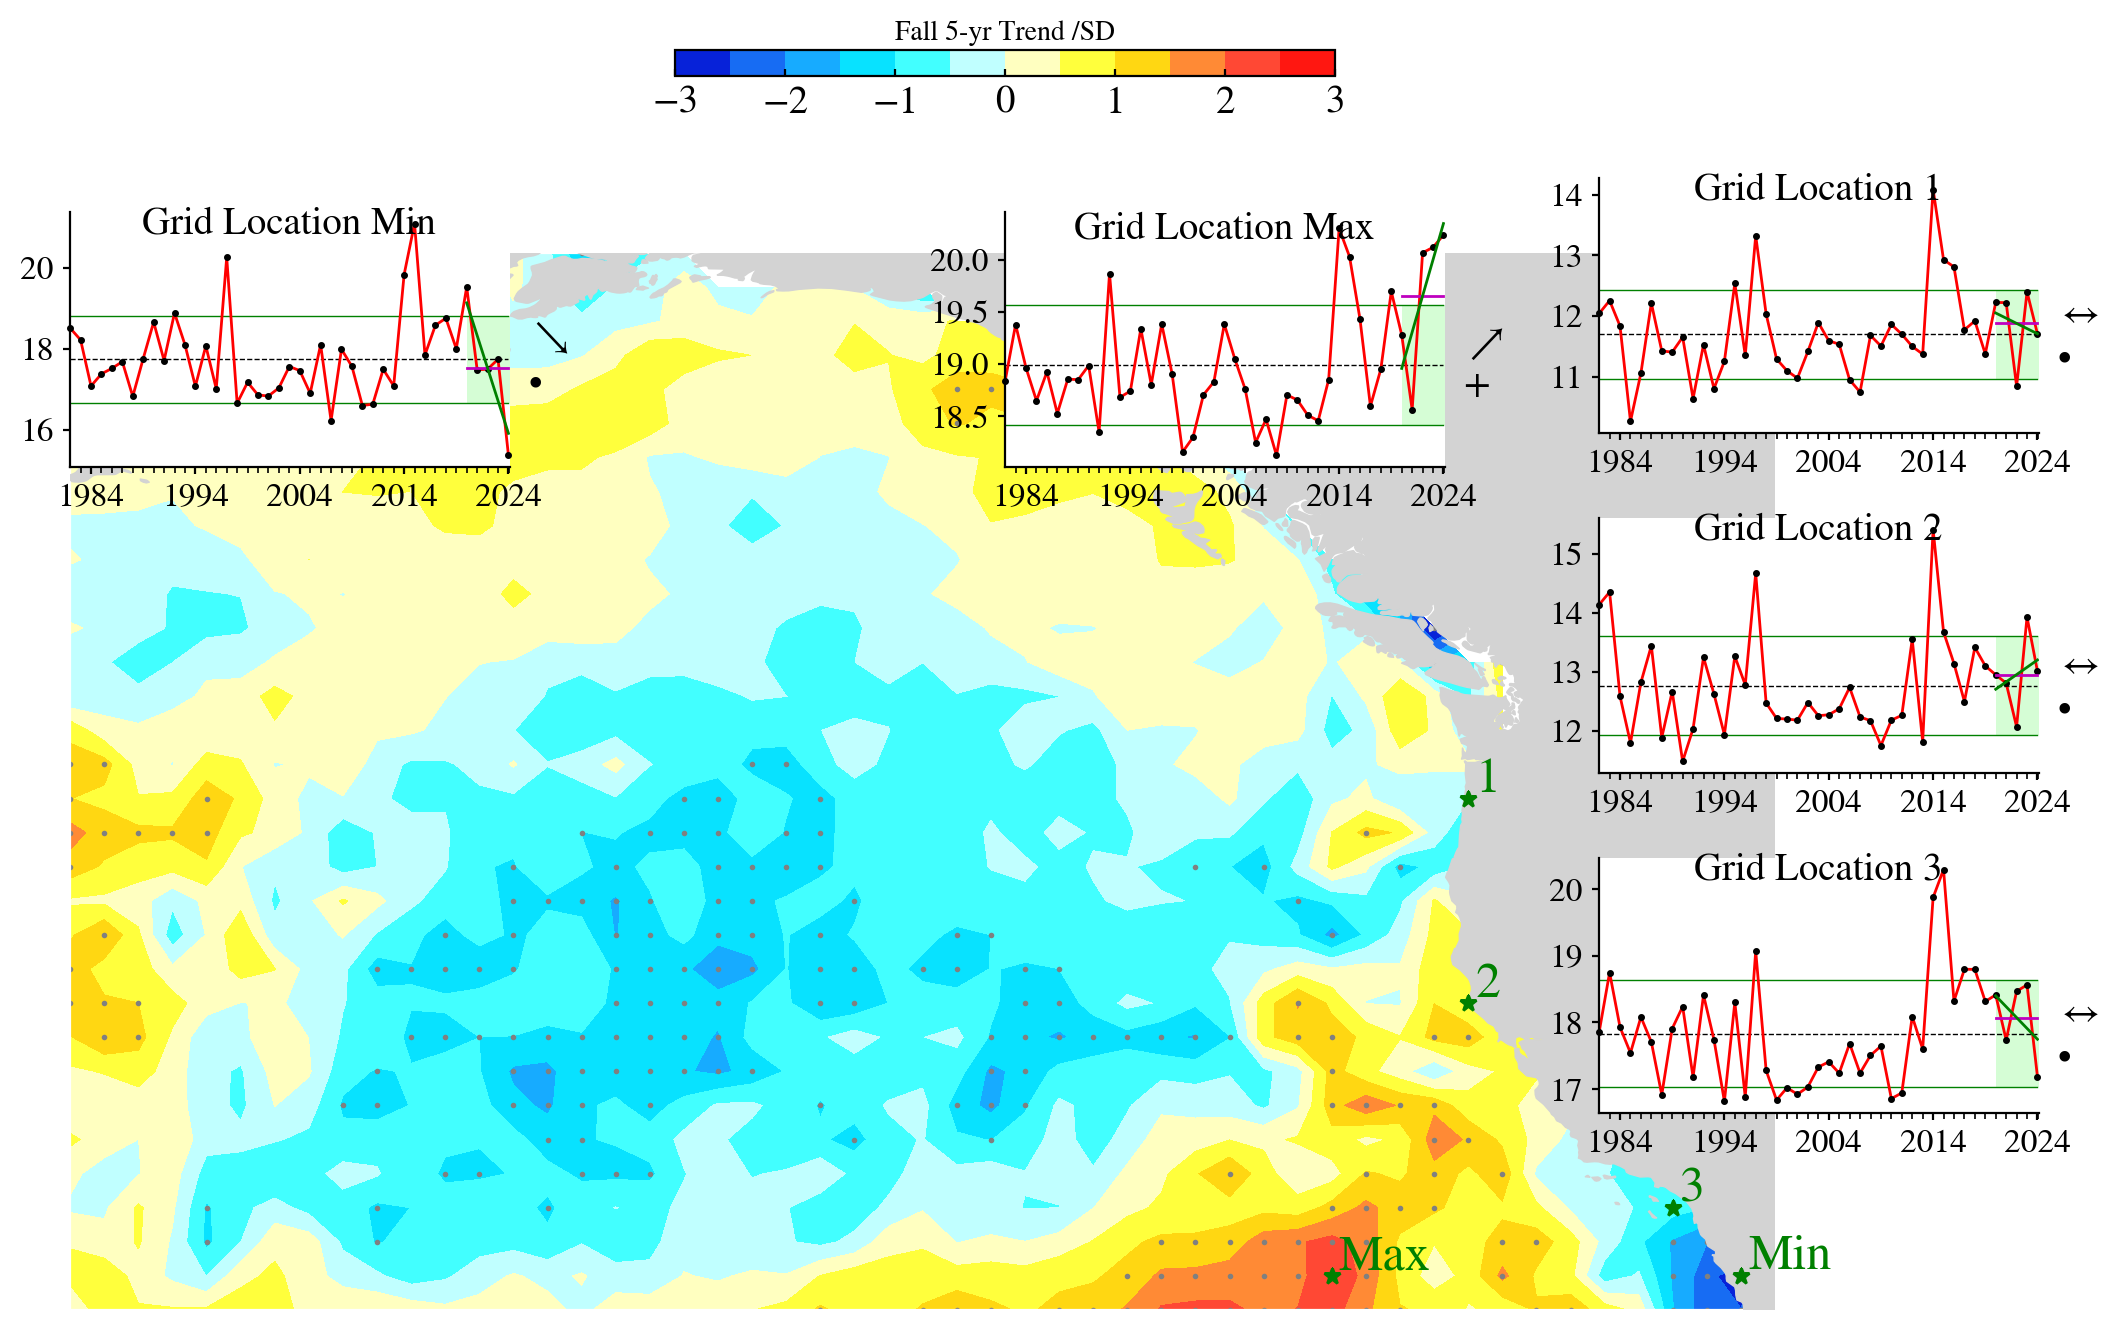 Fall 5-yr Trend /SD
−3 −2 −1 0 1 2 3
Grid Location Min
20
18
16
1984 1994 2004 2014 2024
Grid Location Max
20.0
19.5
19.0
18.5
1984 1994 2004 2014 2024
+
Grid Location 1
14
13
12
11
1984 1994 2004 2014 2024
Grid Location 2
15
14
13
12
1984 1994 2004 2014 2024
Grid Location 3
20
19
18
17
1984 1994 2004 2014 2024
1
2
3
Max
Min